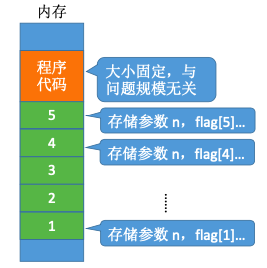 内存
程序
代码
大小固定，与
问题规模无关
5
存储参数 n，flag[5]...
4
存储参数 n，flag[4]...
3
2
1
存储参数 n，flag[1]...